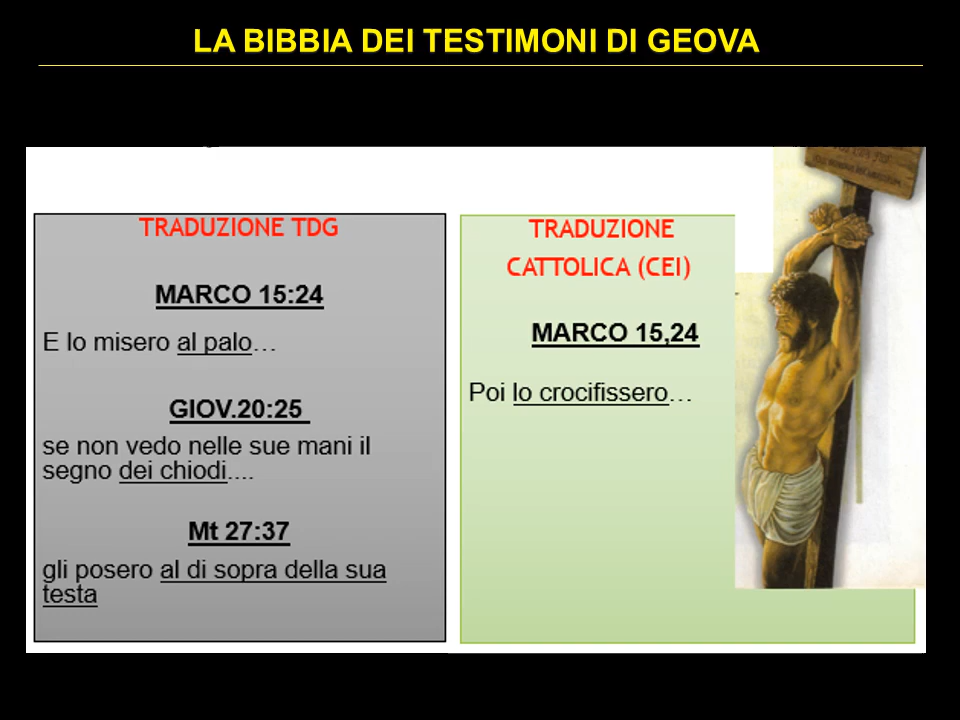 LA BIBBIA DEI TESTIMONI DI GEOVA
TRADUZIONE TDG
MARCO 15:24
E lo misero al palo…
GIOV.20:25
se non vedo nelle sue mani il
segno dei chiodi....
Mt 27:37
gli posero al di sopra della sua
testa
TRADUZIONE
CATTOLICA (CEI)
MARCO 15,24
Poi lo crocifissero…